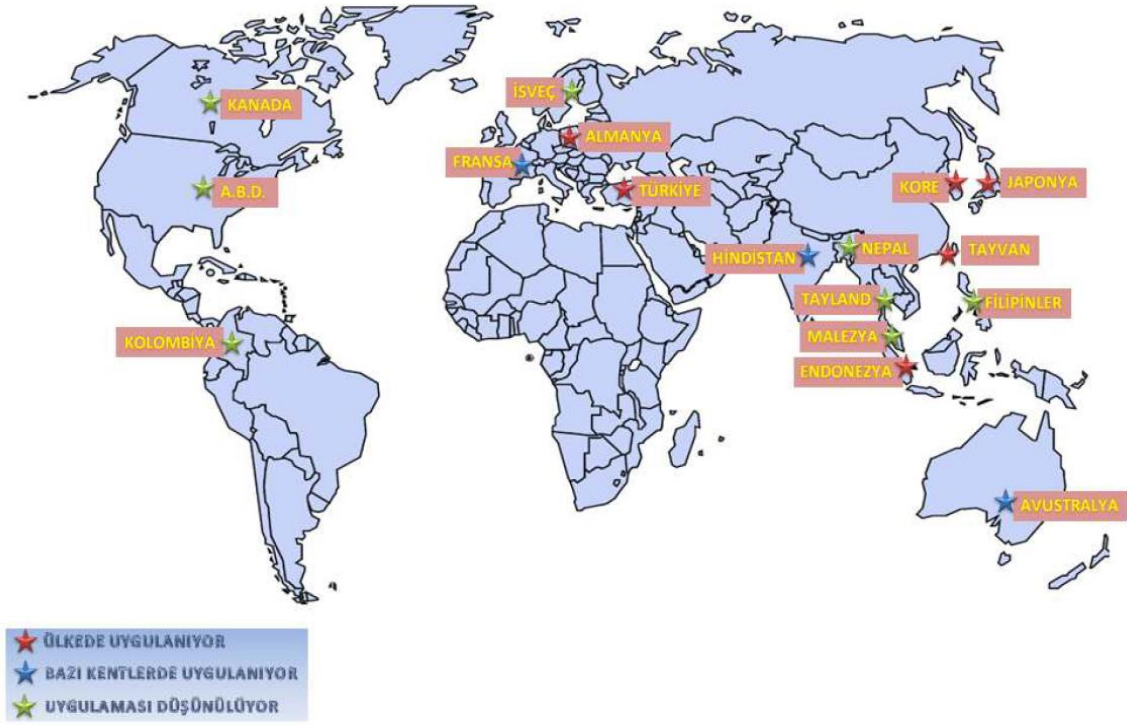 İSVEÇ
KANADA
ALMANYA
FRANSA
A.B.D.
TÜRKİYE
KORE
JAPONYA
HİNDİSTAN
NEPAL
TAYVAN
TAYLAND
FİLİPİNLER
KOLOMBİYA
MALEZYA
ENDONEZYA
AVUSTRALYA
ÜLKEDE UYGULANIYOR
BAZI KENTLERDE UYGULANIYOR
UYGULAMASI DÜŞÜNÜLÜYOR